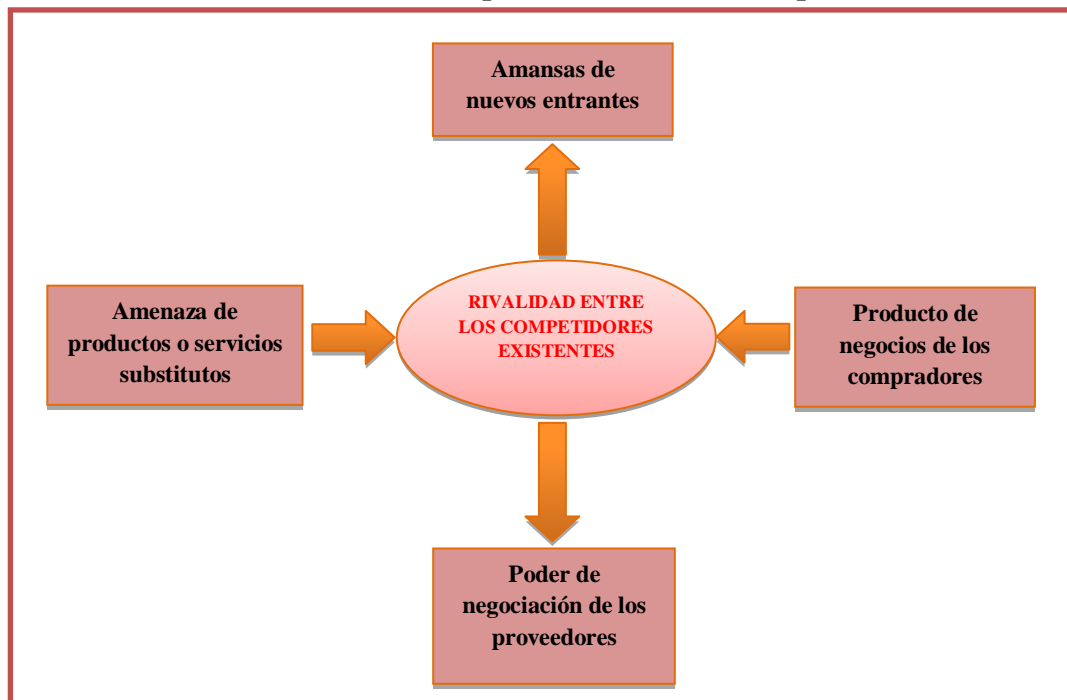 Amansas de
nuevos entrantes
RIVALIDAD ENTRE
LOS COMPETIDORES
EXISTENTES
Amenaza de
productos o servicios
substitutos
Producto de
negocios de los
compradores
Poder de
negociación de los
proveedores